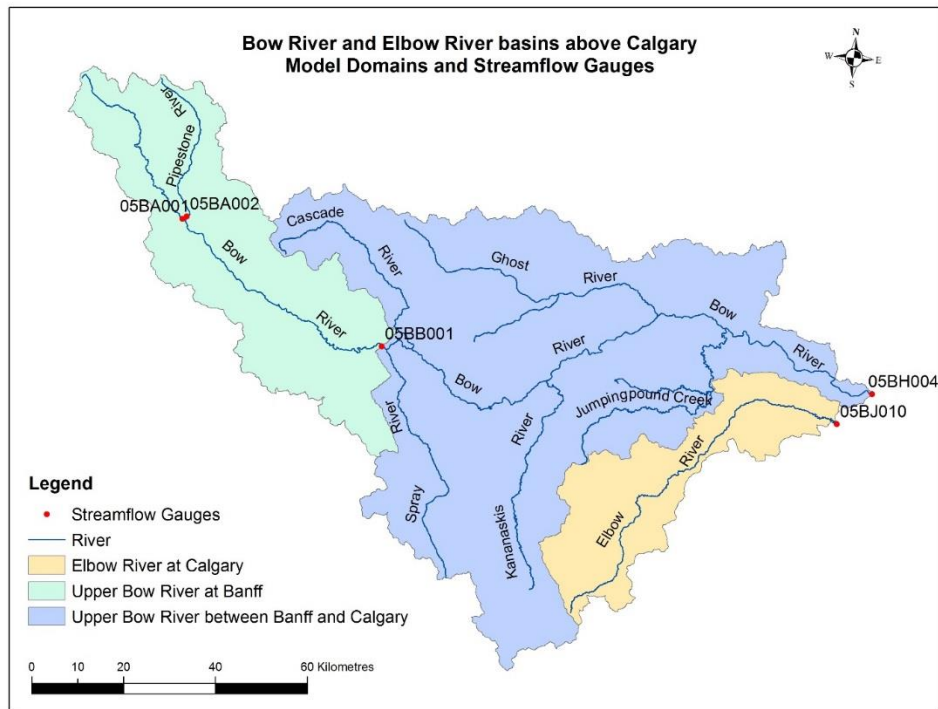 Bow River and Elbow River basins above Calgary
Model Domains and Streamflow Gauges
N
W
E
S
River
Pipestone
05BA001
05BA002
Cascade
River
Ghost
River
Bow
River
05BB001
Bow
River
Bow
River
05BH004
05BJ010
Jumpingpound Creek
River
River
River
Spray
Kananaskis
Elbow
Legend
Streamflow Gauges
River
Elbow River at Calgary
Upper Bow River at Banff
Upper Bow River between Banff and Calgary
0 10 20 40 60 Kilometres